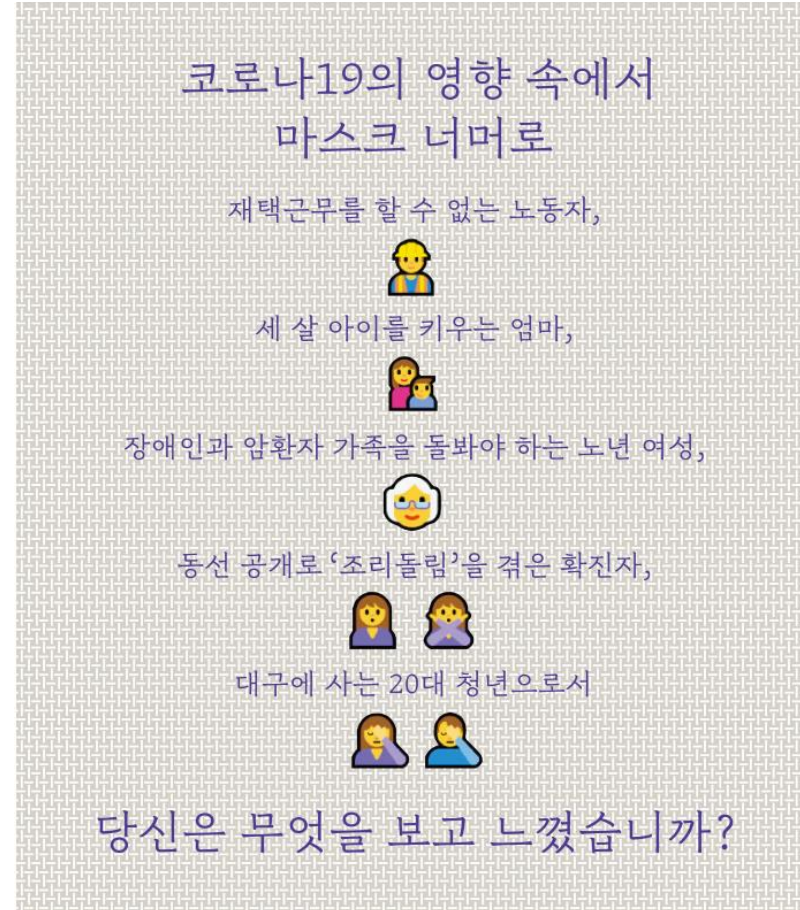 코로나19의 영향 속에서
마스크 너머로
재택근무를 할 수 없는 노동자,
세 살 아이를 키우는 엄마,
장애인과 암환자 가족을 돌봐야 하는 노년 여성,
동선 공개로 ‘조리돌림’을 겪은 확진자,
대구에 사는 20대 청년으로서
당신은 무엇을 보고 느꼈습니까?